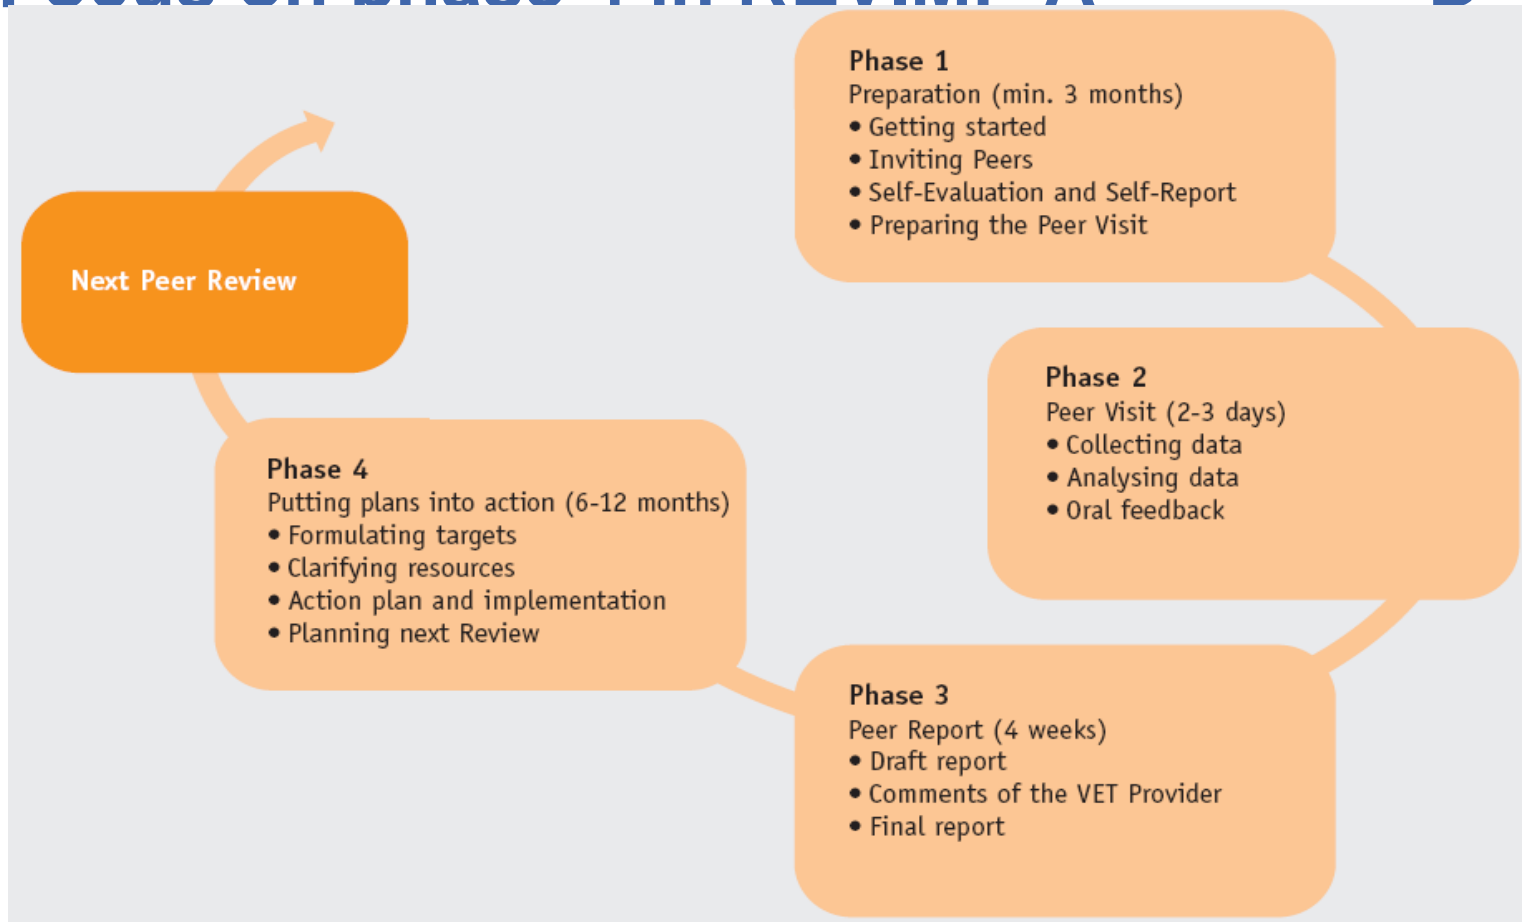 Phase 1
Preparation (min. 3 months)
• Getting started
• Inviting Peers
• Self-Evaluation and Self-Report
• Preparing the Peer Visit
Next Peer Review
Phase 2
Peer Visit (2-3 days)
• Collecting data
• Analysing data
• Oral feedback
Phase 4
Putting plans into action (6-12 months)
• Formulating targets
• Clarifying resources
• Action plan and implementation
• Planning next Review
Phase 3
Peer Report (4 weeks)
• Draft report
• Comments of the VET Provider
• Final report